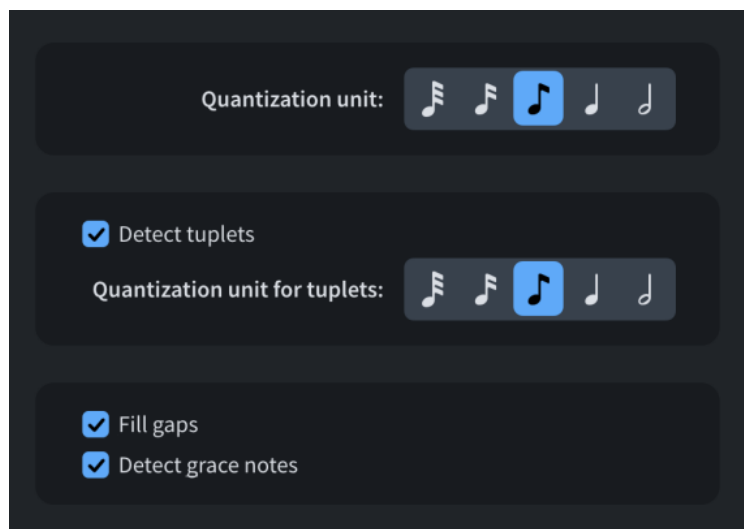 Quantization unit:
Detect tuplets
Quantization unit for tuplets:
Fill gaps
Detect grace notes